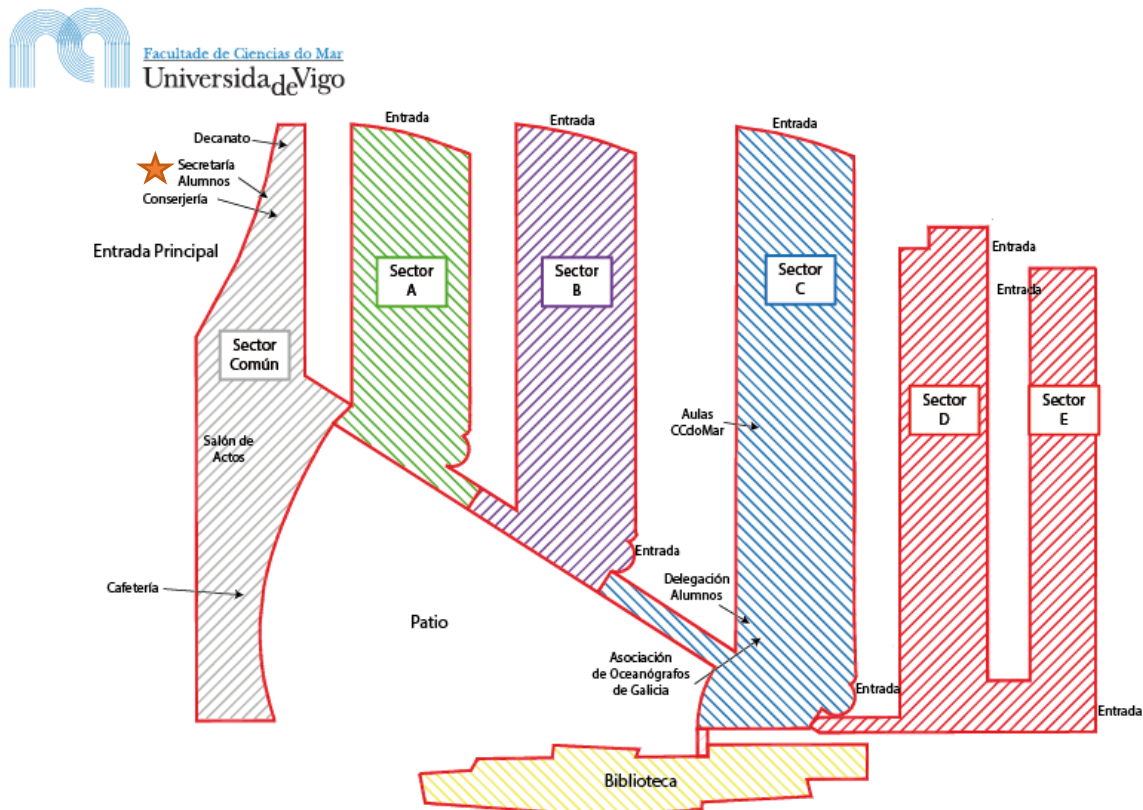 Facultade de Ciencias do Mar
Universidade Vigo
Entrada
Entrada
Entrada
Decanato
Secretaría
Alumnos
Conserjería
Entrada Principal
Entrada
Entrada
Sector
A
Sector
B
Sector
C
Sector
Común
Sector
D
Sector
E
Aulas
CCdoMar
Salón de
Actos
Entrada
Cafetería
Delegación
Alumnos
Patio
Asociación
de Oceanógrafos
de Galicia
Entrada
Entrada
Biblioteca